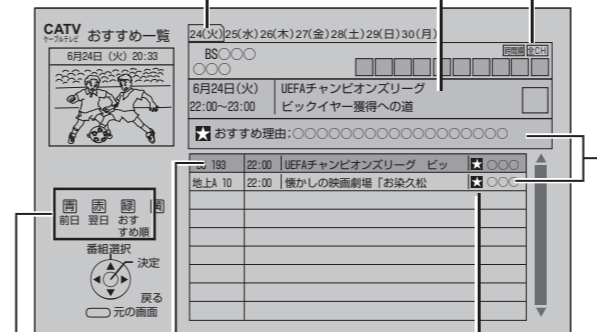 CATV おすすめ一覧
ケーブルテレビ
6月24日（火）20:33
24(火)25(水)26(木)27(金)28(土)29(日)30(月)
BS○○○
○○○
時間順 全CH
6月24日(火) UEFAチャンピオンズリーグ
22:00〜23:00 ビックイヤー獲得への道
★おすすめ理由:○○○○○○○○○○○○○○○○○○
193 22:00 UEFAチャンピオンズリーグ ビッ ★○○○
地上A 10 22:00 懐かしの映画劇場「お染久松 ★○○○
青 赤 緑 黄
前日 翌日 おす
すめ順
番組選択
決定
戻る
元の画面